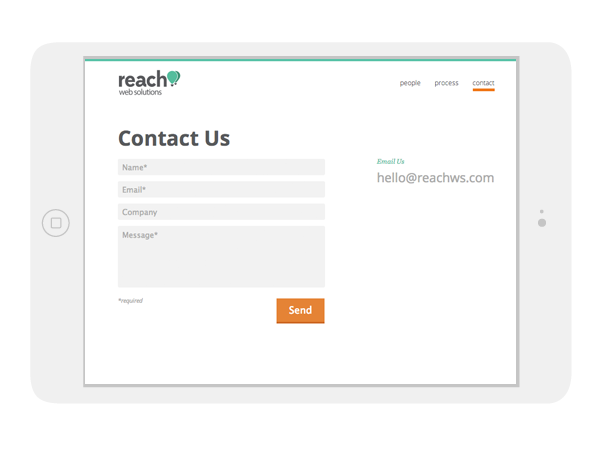 reach
web solutions
people
process
contact
Contact Us
Name*
Email*
Company
Message*
*required
Send
Email Us
hello@reachws.com